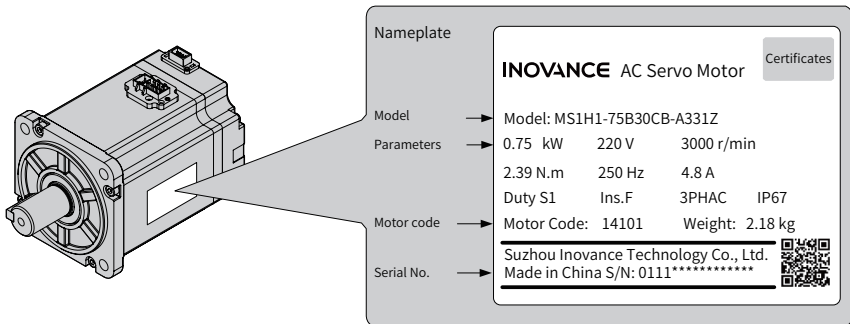 Nameplate
Certificates
INOVANCE AC Servo Motor
Model
Model: MS1H1-75B30CB-A331Z
Parameters
0.75 kW 220 V 3000 r/min
2.39 N.m 250 Hz 4.8 A
Duty S1 Ins.F 3PHAC IP67
Motor code
Motor Code: 14101 Weight: 2.18 kg
Suzhou Inovance Technology Co., Ltd.
Serial No.
Made in China S/N: 0111************